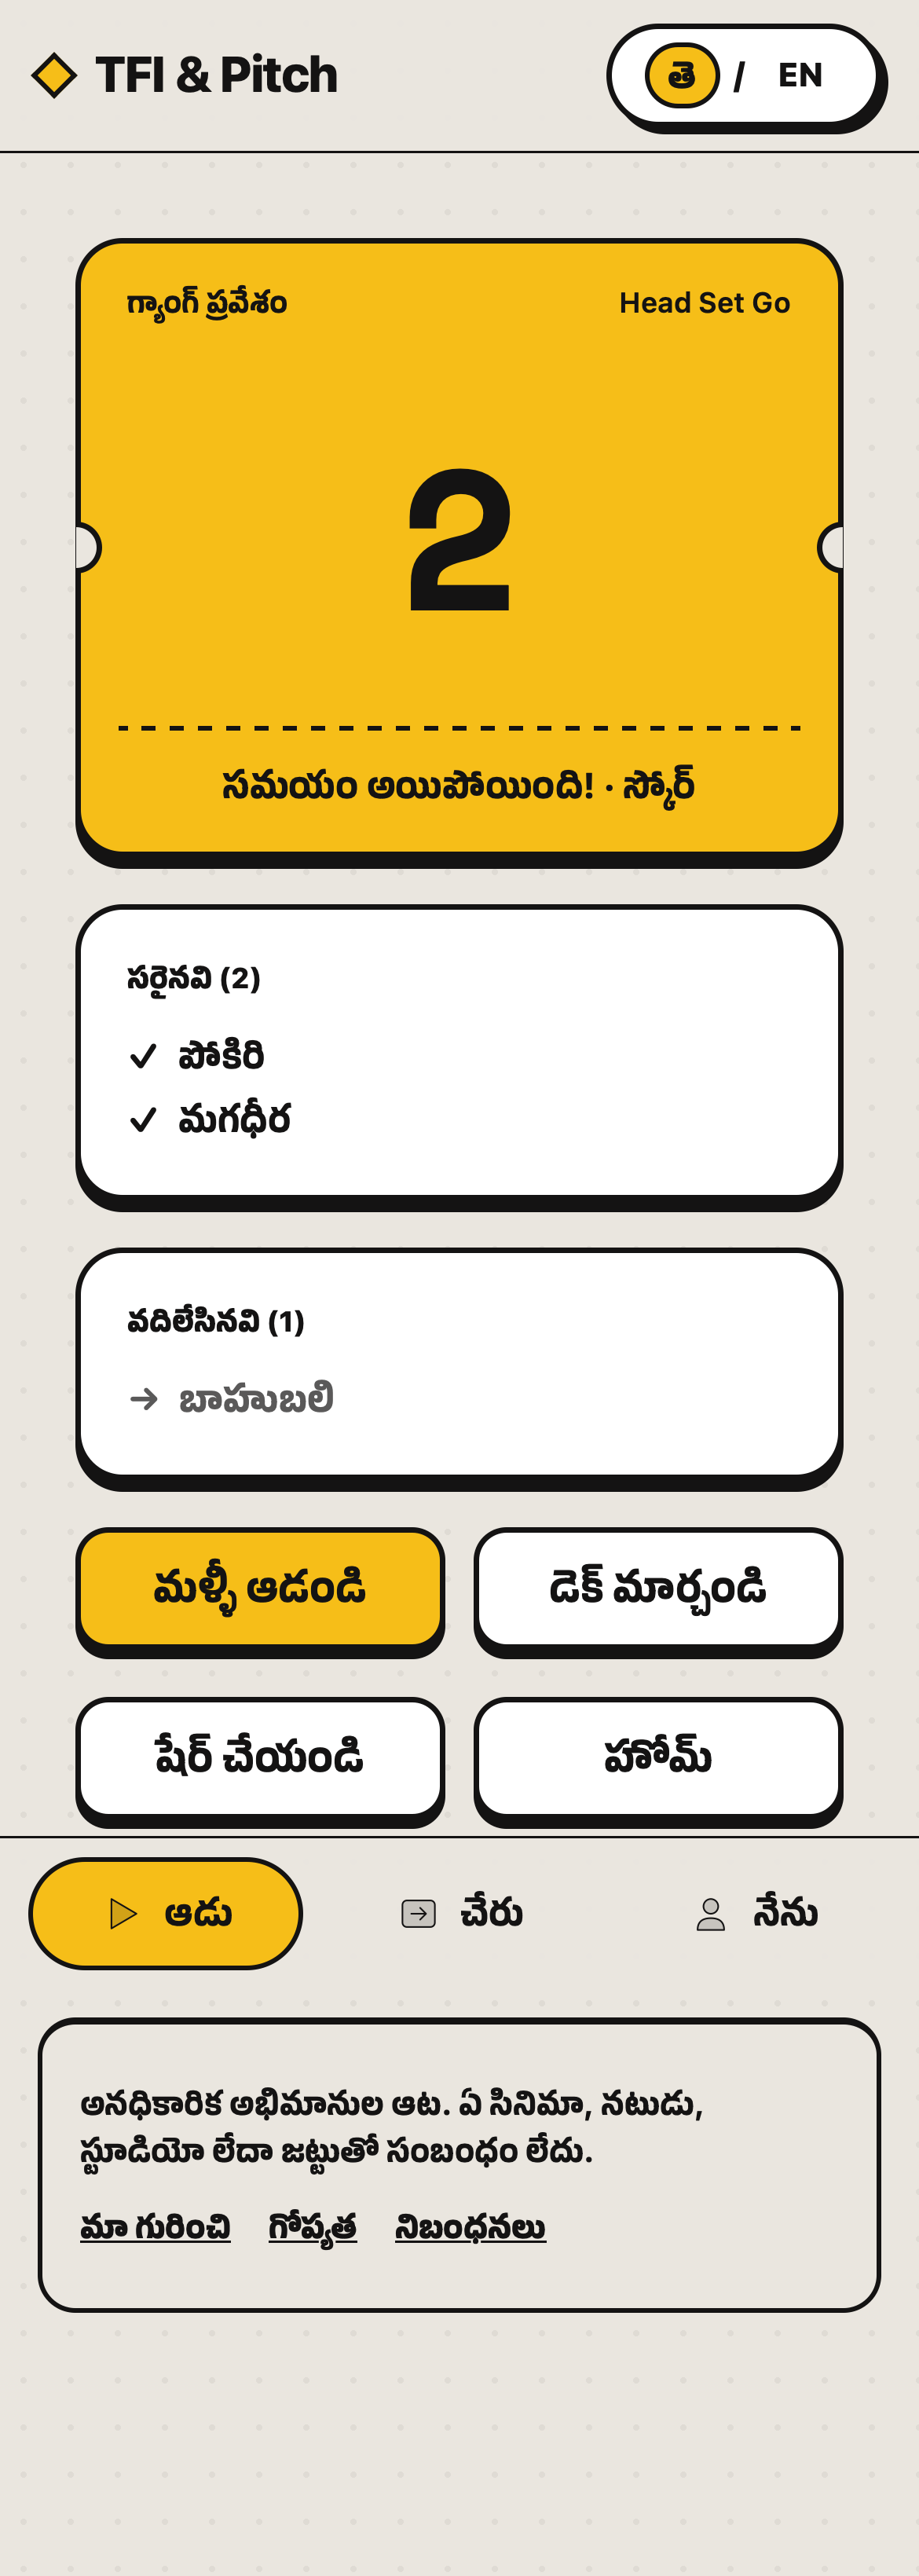 TFI & Pitch
తె / EN
గ్యాంగ్ ప్రవేశం
Head Set Go
2
సమయం అయిపోయింది! · స్కోర్
సరైనవి (2)
పోకిరి
మగధీర
వదిలేసినవి (1)
బాహుబలి
మళ్ళీ ఆడండి
డెక్ మార్చండి
షేర్ చేయండి
హోమ్
ఆడు
చేరు
నేను
అనధికారిక అభిమానుల ఆట. ఏ సినిమా, నటుడు,
స్టూడియో లేదా జట్టుతో సంబంధం లేదు.
మా గురించి గోప్యత నిబంధనలు